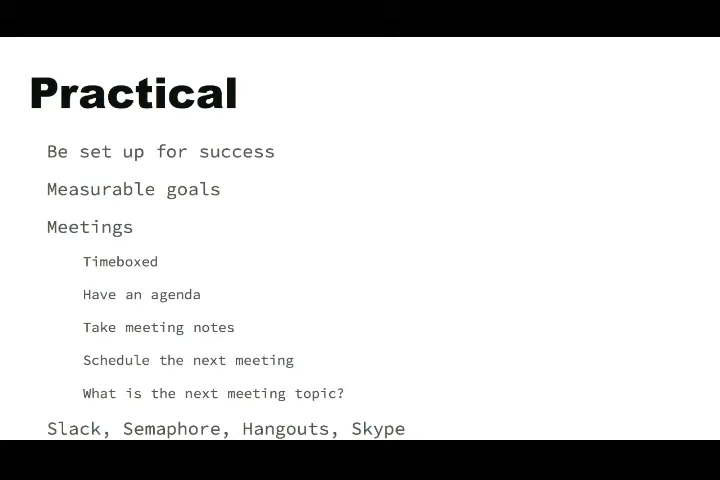 Practical
Be set up for success
Measurable goals
Meetings
Timeboxed
Have an agenda
Take meeting notes
Schedule the next meeting
What is the next meeting topic?
Slack, Semaphore, Hangouts, Skype